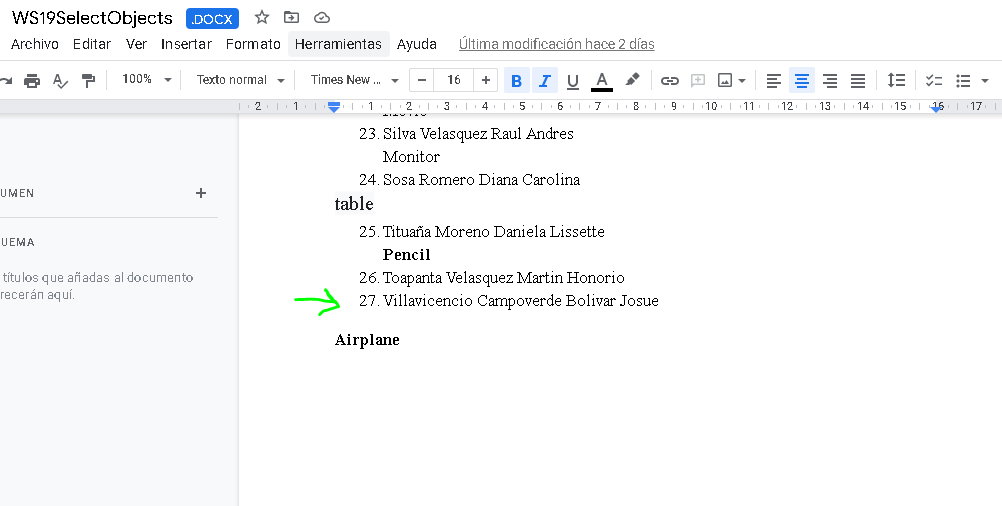 WS19SelectObjects .DOCX
Archivo Editar Ver Insertar Formato Herramientas Ayuda Última modificación hace 2 días
100% Texto normal Times New ... − 16 + B I U A
2 1 1 2 3 4 5 6 7 8 9 10 11 12 13 14 15 16 17
23. Silva Velasquez Raul Andres
Monitor
24. Sosa Romero Diana Carolina
UMEN +
table
25. Tituaña Moreno Daniela Lissette
UEMA
Pencil
títulos que añadas al documento
26. Toapanta Velasquez Martin Honorio
recerán aquí.
27. Villavicencio Campoverde Bolivar Josue
Airplane